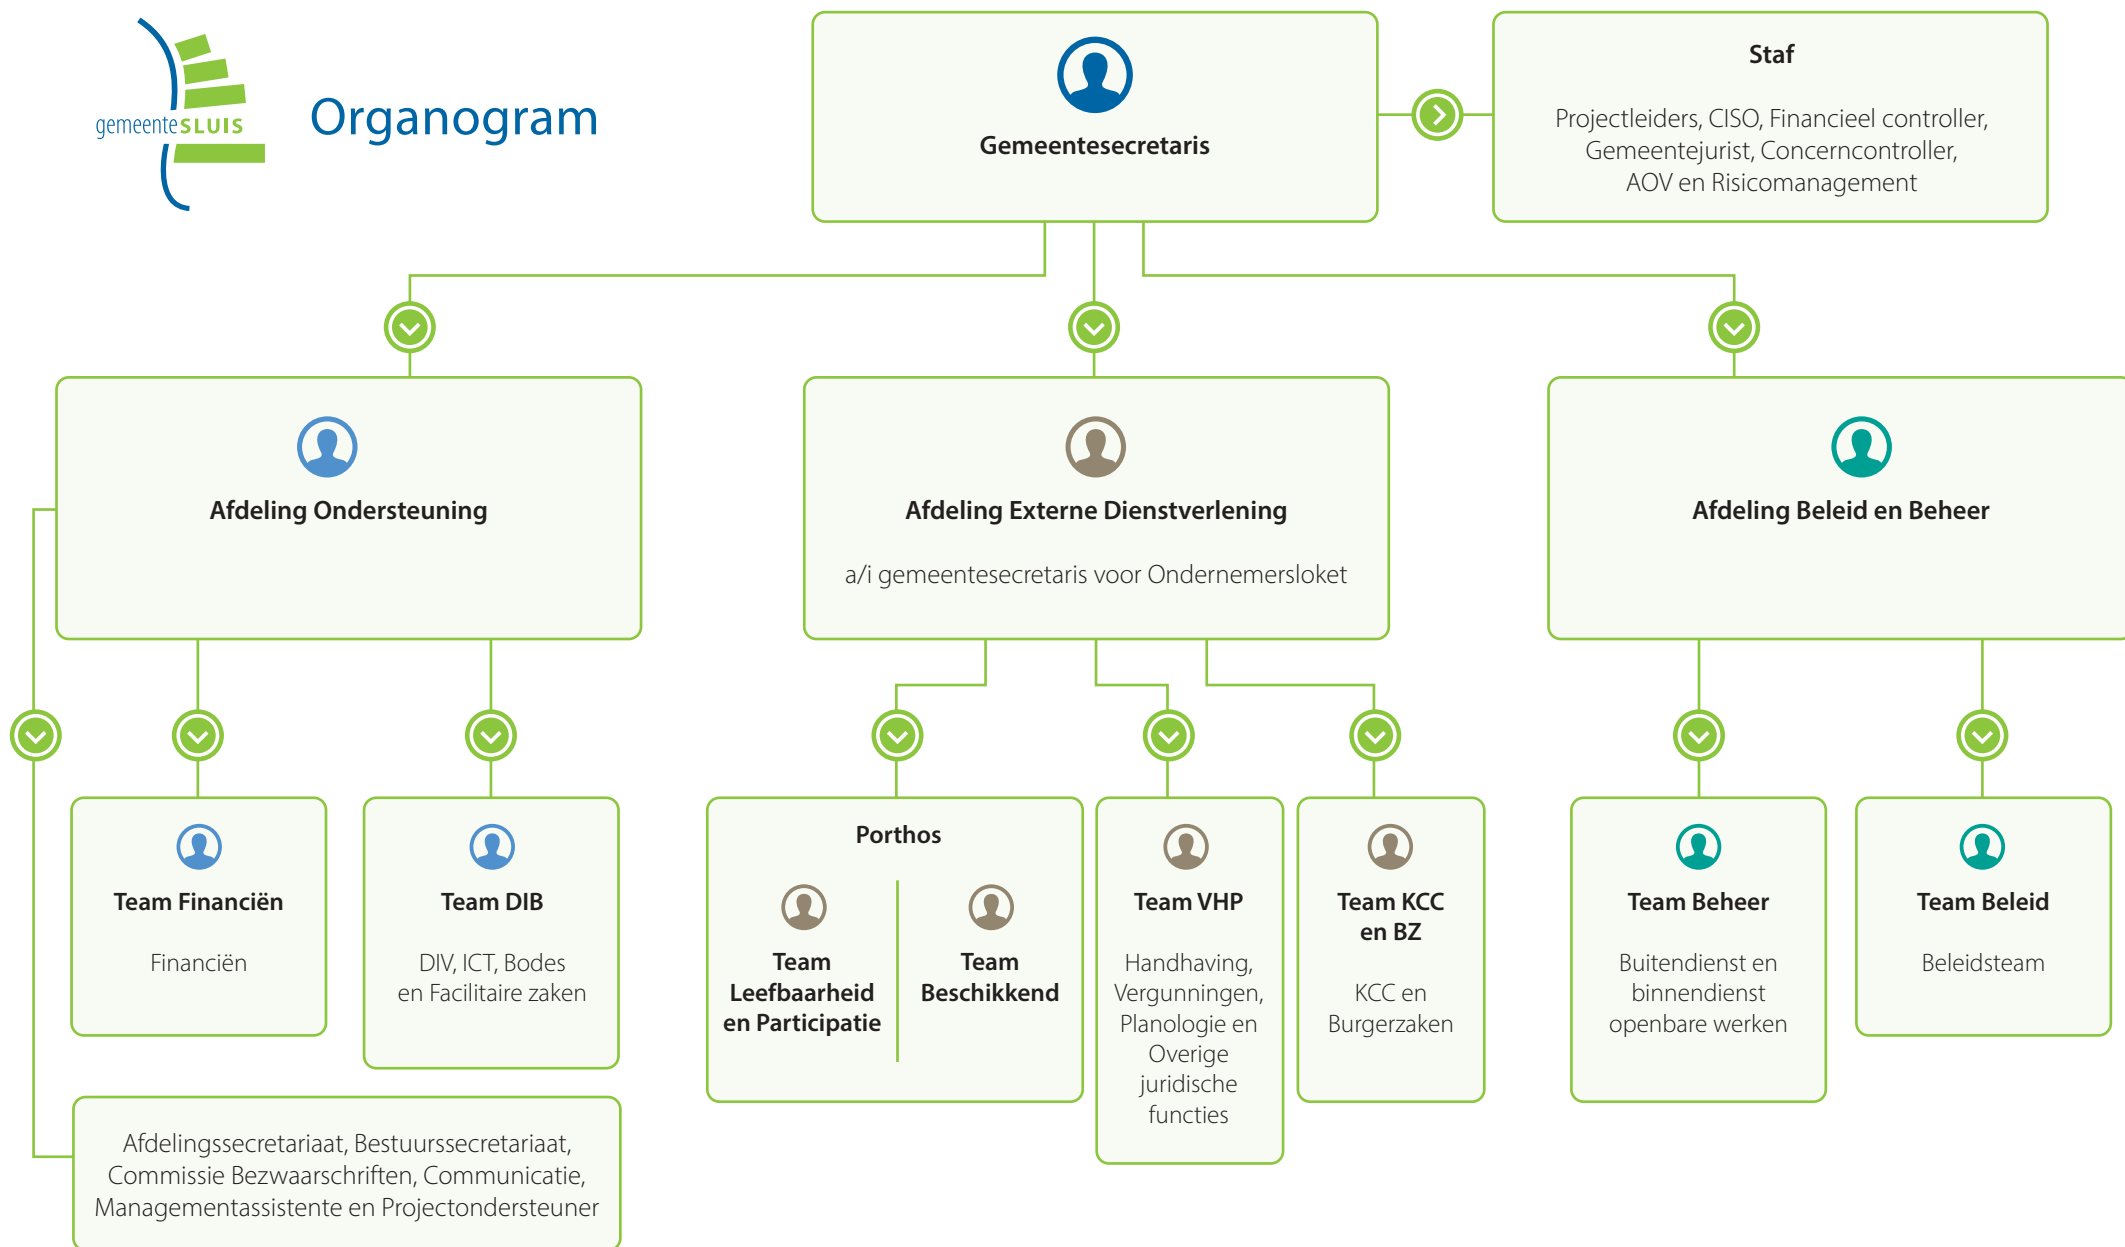 gemeenteSLUIS
Organogram
Gemeentesecretaris
Staf
Projectleiders, CISO, Financieel controller,
Gemeentejurist, Concerncontroller,
AOV en Risicomanagement
Afdeling Ondersteuning
Afdeling Externe Dienstverlening
a/i gemeentesecretaris voor Ondernemersloket
Afdeling Beleid en Beheer
Team Financiën
Financiën
Team DIB
DIV, ICT, Bodes
en Facilitaire zaken
Afdelingssecretariaat, Bestuurssecretariaat,
Commissie Bezwaarschriften, Communicatie,
Managementassistente en Projectondersteuner
Porthos
Team
Leefbaarheid
en Participatie
Team
Beschikkend
Team VHP
Handhaving,
Vergunningen,
Planologie en
Overige
juridische
functies
Team KCC
en BZ
KCC en
Burgerzaken
Team Beheer
Buitendienst en
binnendienst
openbare werken
Team Beleid
Beleidsteam